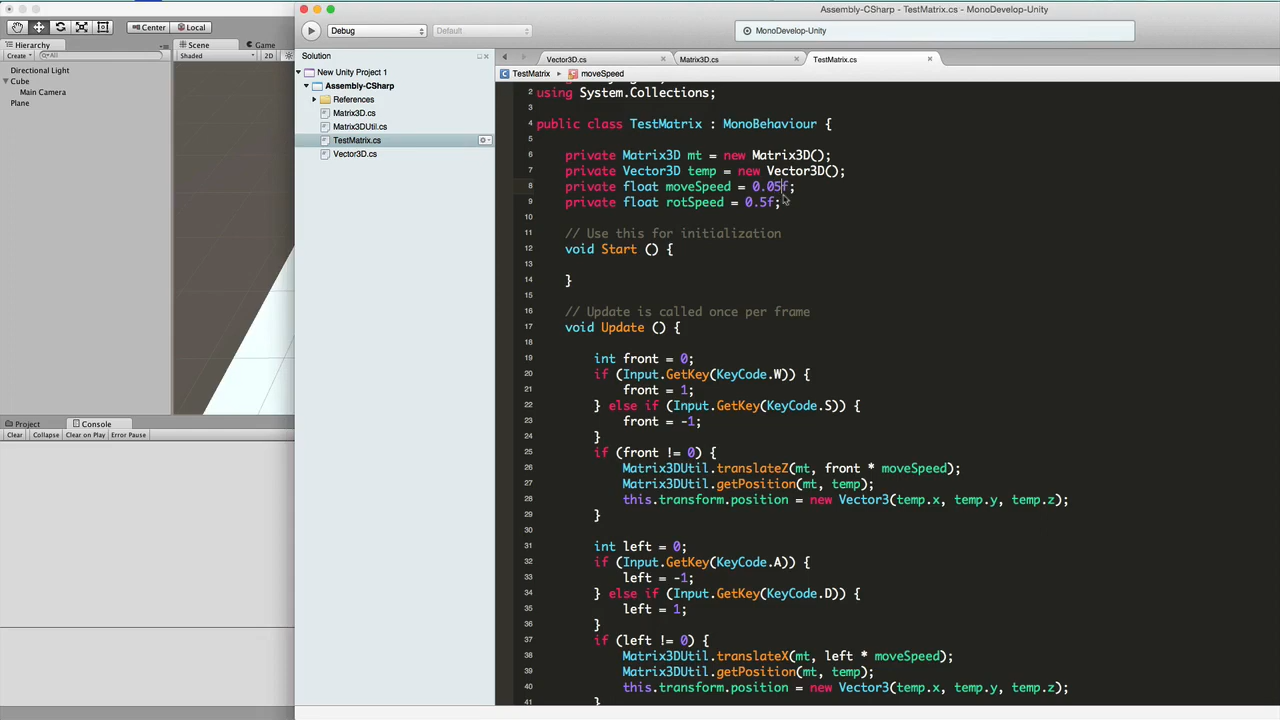 Assembly-CSharp - TestMatrix.cs - MonoDevelop-Unity
Center
Local
Debug
Default
MonoDevelop-Unity
Hierarchy
Scene
Game
Create
All
Shaded
2D
Directional Light
Cube
Main Camera
Plane
Project
Console
Clear
Collapse
Clear on Play
Error Pause
Solution
New Unity Project 1
Assembly-CSharp
References
Matrix3D.cs
Matrix3DUtil.cs
TestMatrix.cs
Vector3D.cs
Vector3D.cs
Matrix3D.cs
TestMatrix.cs
TestMatrix
moveSpeed
2 using System.Collections;
3
4 public class TestMatrix : MonoBehaviour {
5
6 private Matrix3D mt = new Matrix3D();
7 private Vector3D temp = new Vector3D();
8 private float moveSpeed = 0.05f;
9 private float rotSpeed = 0.5f;
10
11 // Use this for initialization
12 void Start () {
13
14 }
15
16 // Update is called once per frame
17 void Update () {
18
19 int front = 0;
20 if (Input.GetKey(KeyCode.W)) {
21 front = 1;
22 } else if (Input.GetKey(KeyCode.S)) {
23 front = -1;
24 }
25 if (front != 0) {
26 Matrix3DUtil.translateZ(mt, front * moveSpeed);
27 Matrix3DUtil.getPosition(mt, temp);
28 this.transform.position = new Vector3(temp.x, temp.y, temp.z);
29 }
30
31 int left = 0;
32 if (Input.GetKey(KeyCode.A)) {
33 left = -1;
34 } else if (Input.GetKey(KeyCode.D)) {
35 left = 1;
36 }
37 if (left != 0) {
38 Matrix3DUtil.translateX(mt, left * moveSpeed);
39 Matrix3DUtil.getPosition(mt, temp);
40 this.transform.position = new Vector3(temp.x, temp.y, temp.z);
41 }